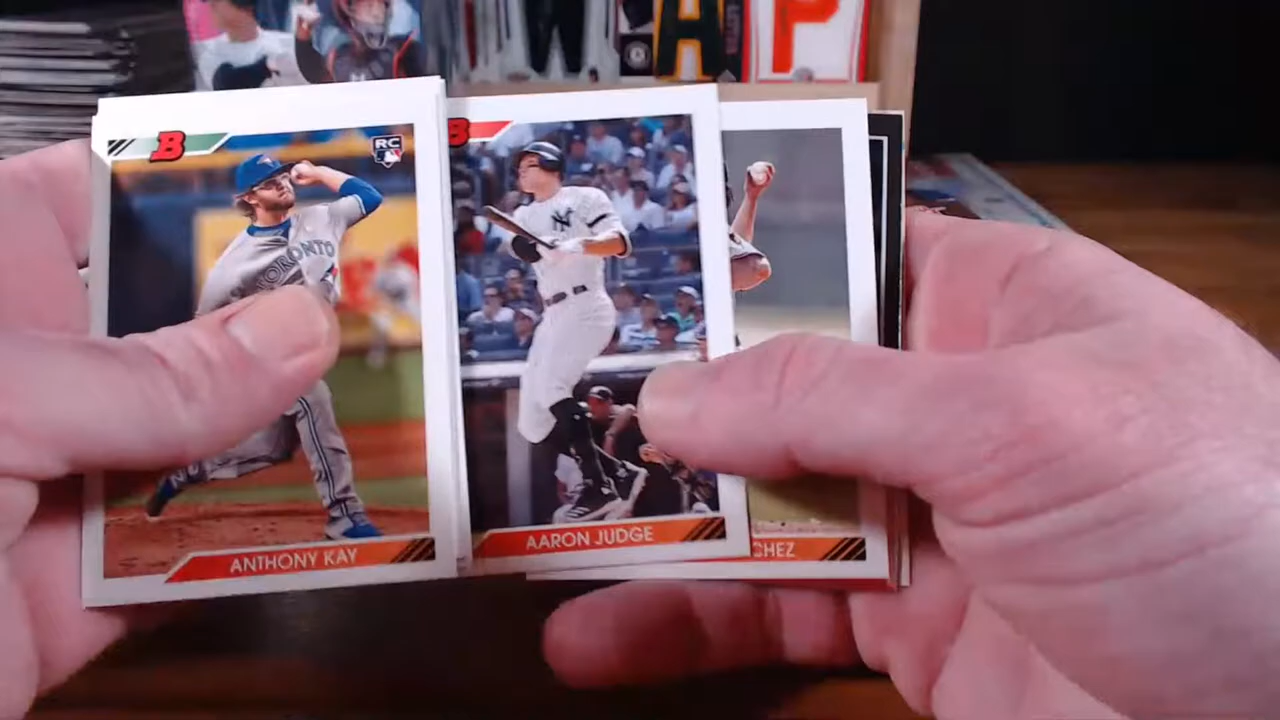 B
RC
TORONTO
ANTHONY KAY
B
NY
AARON JUDGE
CHEZ
A
P